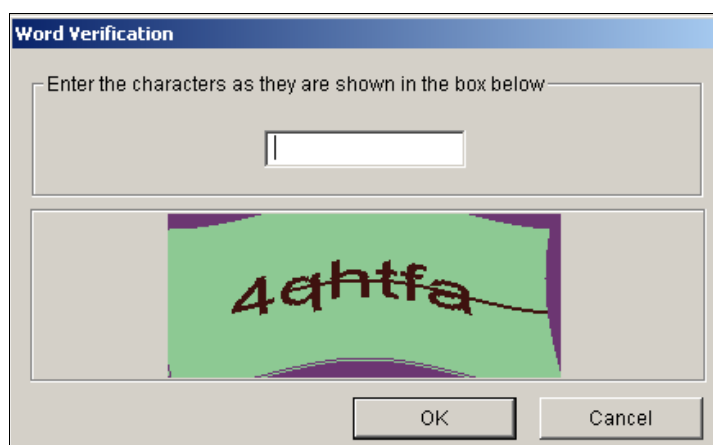 Word Verification
Enter the characters as they are shown in the box below
4qhtfa
OK
Cancel